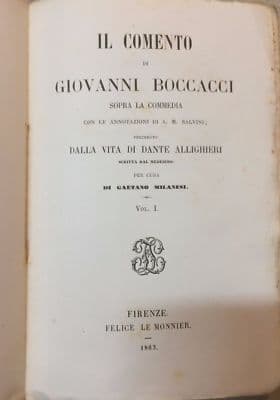 IL COMENTO
DI
GIOVANNI BOCCACCI
SOPRA LA COMMEDIA
CON LE ANNOTAZIONI DI A. M. SALVINI;
PRECEDUTO
DALLA VITA DI DANTE ALLIGHIERI
SCRITTA DAL MEDESIMO:
PER CURA
DI GAETANO MILANESI.
VOL. I.
FIRENZE.
FELICE LE MONNIER.
1863.